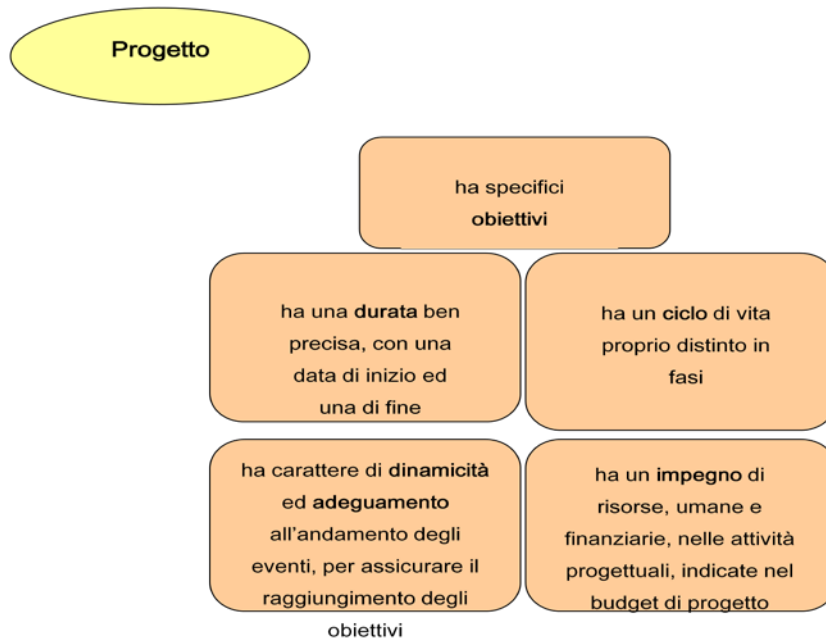 Progetto
ha specifici
obiettivi
ha una durata ben
precisa, con una
data di inizio ed
una di fine
ha un ciclo di vita
proprio distinto in
fasi
ha carattere di dinamicità
ed adeguamento
all'andamento degli
eventi, per assicurare il
raggiungimento degli
obiettivi
ha un impegno di
risorse, umane e
finanziarie, nelle attività
progettuali, indicate nel
budget di progetto